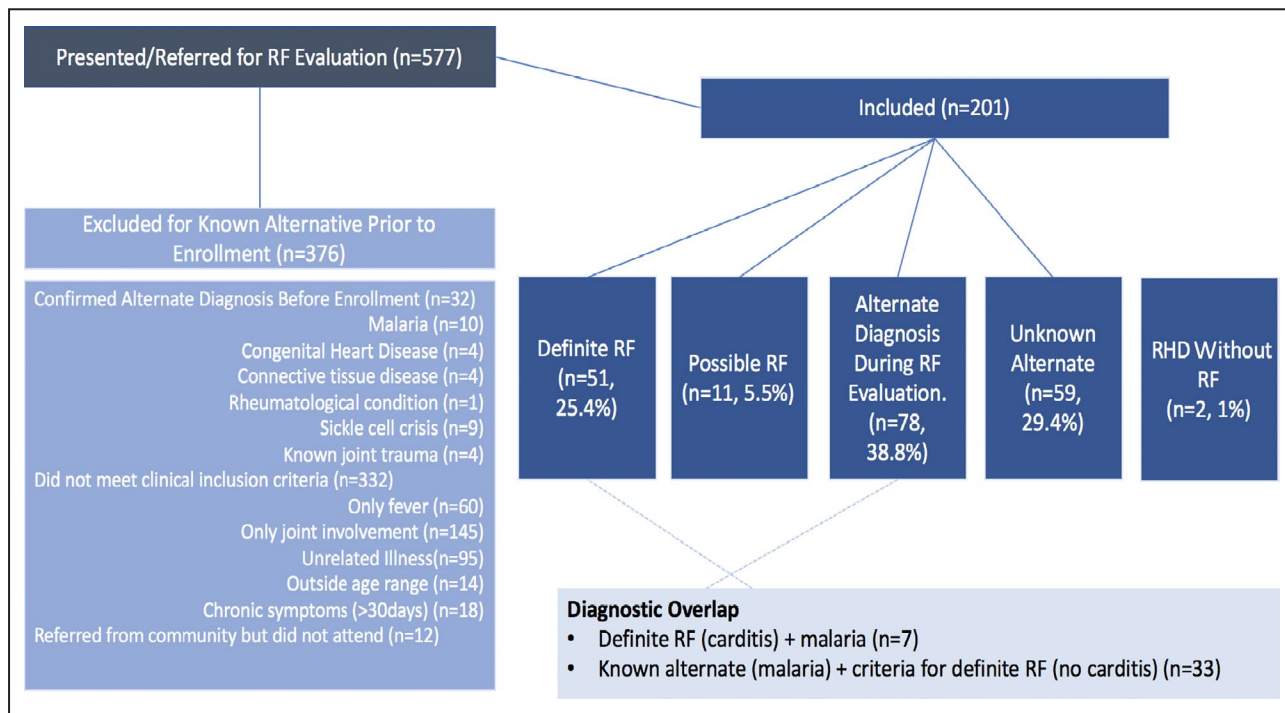 Presented/Referred for RF Evaluation (n=577)
Included (n=201)
Excluded for Known Alternative Prior to
Enrollment (n=376)
Confirmed Alternate Diagnosis Before Enrollment (n=32)
Malaria (n=10)
Congenital Heart Disease (n=4)
Connective tissue disease (n=4)
Rheumatological condition (n=1)
Sickle cell crisis (n=9)
Known joint trauma (n=4)
Did not meet clinical inclusion criteria (n=332)
Only fever (n=60)
Only joint involvement (n=145)
Unrelated Illness(n=95)
Outside age range (n=14)
Chronic symptoms (>30days) (n=18)
Referred from community but did not attend (n=12)
Definite RF
(n=51,
25.4%)
Possible RF
(n=11, 5.5%)
Alternate
Diagnosis
During RF
Evaluation.
(n=78,
38.8%)
Unknown
Alternate
(n=59,
29.4%)
RHD Without
RF
(n=2, 1%)
Diagnostic Overlap
• Definite RF (carditis) + malaria (n=7)
• Known alternate (malaria) + criteria for definite RF (no carditis) (n=33)